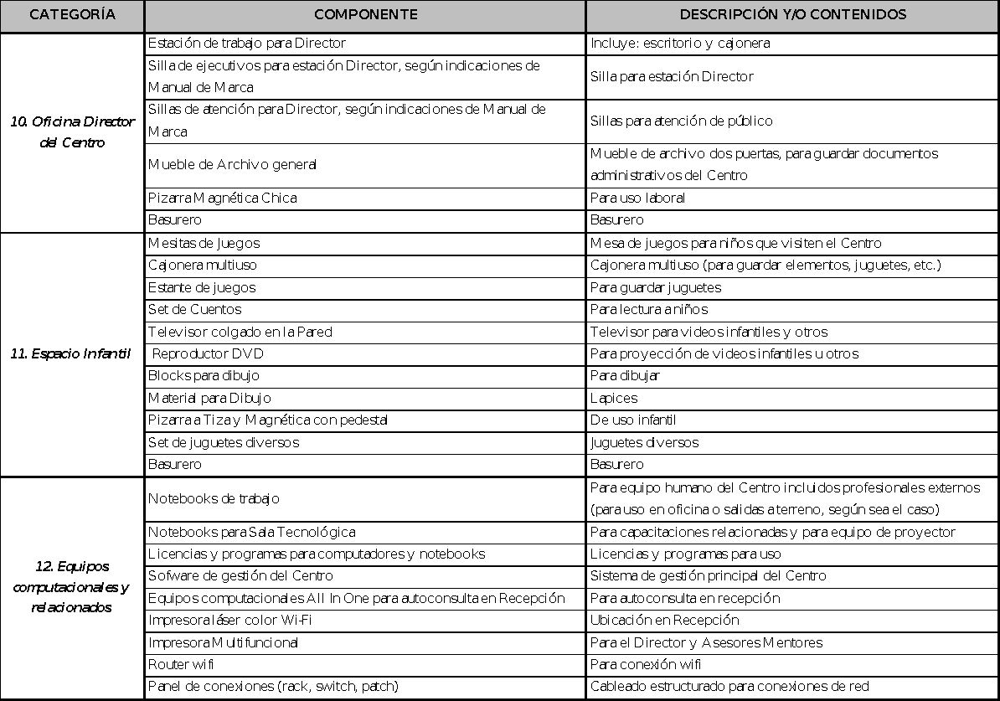 CATEGORÍA COMPONENTE DESCRIPCIÓN Y/O CONTENIDOS
10. Oficina Director
del Centro
Estación de trabajo para Director
Incluye: escritorio y cajonera
Silla de ejecutivos para estación Director, según indicaciones de
Manual de Marca
Silla para estación Director
Sillas de atención para Director, según indicaciones de Manual de
Marca
Sillas para atención de público
Mueble de Archivo general
Mueble de archivo dos puertas, para guardar documentos
administrativos del Centro
Pizarra Magnética Chica
Para uso laboral
Basurero
Basurero
11. Espacio Infantil
Mesitas de Juegos
Mesa de juegos para niños que visiten el Centro
Cajonera multiuso
Cajonera multiuso (para guardar elementos, juguetes, etc.)
Estante de juegos
Para guardar juguetes
Set de Cuentos
Para lectura a niños
Televisor colgado en la Pared
Televisor para videos infantiles y otros
Reproductor DVD
Para proyección de videos infantiles u otros
Blocks para dibujo
Para dibujar
Material para Dibujo
Lapices
Pizarra a Tiza y Magnética con pedestal
De uso infantil
Set de juguetes diversos
Juguetes diversos
Basurero
Basurero
12. Equipos
computacionales y
relacionados
Notebooks de trabajo
Para equipo humano del Centro incluidos profesionales externos
(para uso en oficina o salidas a terreno, según sea el caso)
Notebooks para Sala Tecnológica
Para capacitaciones relacionadas y para equipo de proyector
Licencias y programas para computadores y notebooks
Licencias y programas para uso
Sofware de gestión del Centro
Sistema de gestión principal del Centro
Equipos computacionales All In One para autoconsulta en Recepción
Para autoconsulta en recepción
Impresora láser color Wi-Fi
Ubicación en Recepción
Impresora Multifuncional
Para el Director y Asesores Mentores
Router wifi
Para conexión wifi
Panel de conexiones (rack, switch, patch)
Cableado estructurado para conexiones de red